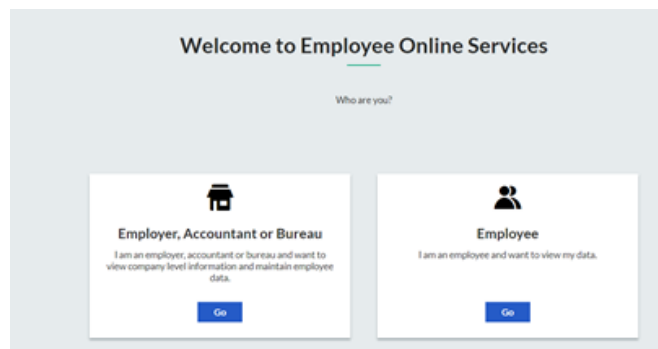 Welcome to Employee Online Services
Who are you?
Employer, Accountant or Bureau
I am an employer, accountant or bureau and want to
view company level information and maintain employee
data.
Go
Employee
I am an employee and want to view my data.
Go